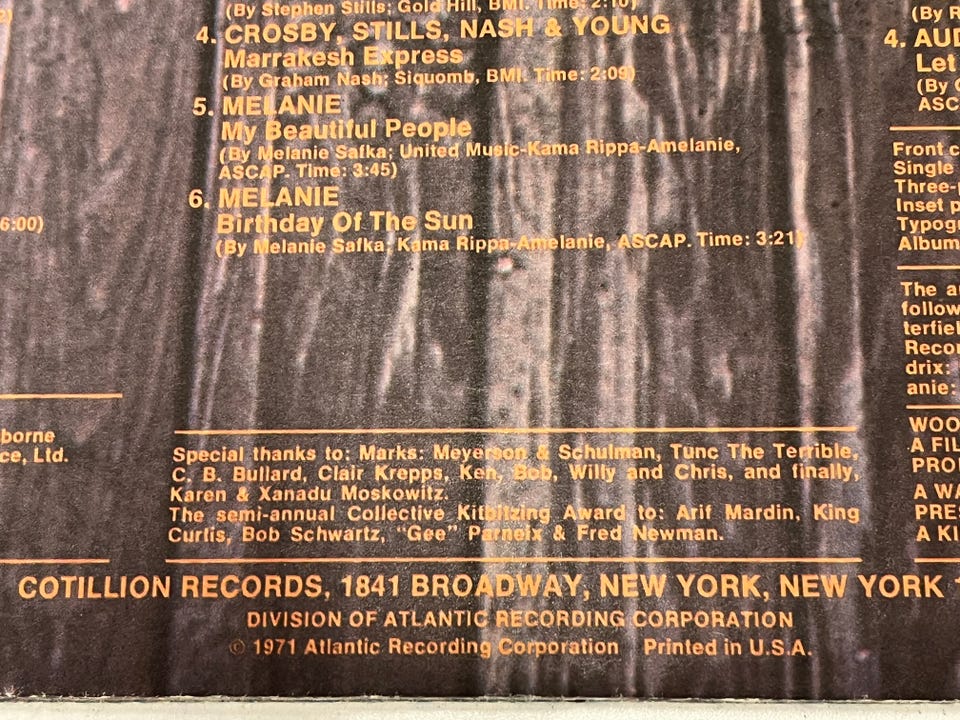 (By Stephen Stills; Gold Hill, BMI. Time: 2:10)
4. CROSBY, STILLS, NASH & YOUNG
Marrakesh Express
(By Graham Nash; Siquomb, BMI. Time: 2:09)
5. MELANIE
My Beautiful People
(By Melanie Safka; United Music-Kama Rippa-Amelanie,
ASCAP. Time: 3:45)
6. MELANIE
Birthday Of The Sun
(By Melanie Safka; Kama Rippa-Amelanie, ASCAP. Time: 3:21)
6:00)
borne
ce, Ltd.
Special thanks to: Marks: Meyerson & Schulman, Tunc The Terrible,
C. B. Bullard, Clair Krepps, Ken, Bob, Willy and Chris, and finally,
Karen & Xanadu Moskowitz.
The semi-annual Collective Kitbitzing Award to: Arif Mardin, King
Curtis, Bob Schwartz, "Gee" Parneix & Fred Newman.
(By R
4. AUD
Let
(By
ASC
Front c
Single
Three-p
Inset p
Typogr
Album
The a
follow
terfiel
Recor
drix:
anie:
WOO
A FIL
PRO
A WA
PRES
A KI
COTILLION RECORDS, 1841 BROADWAY, NEW YORK, NEW YORK 1
DIVISION OF ATLANTIC RECORDING CORPORATION
© 1971 Atlantic Recording Corporation Printed in U.S.A.